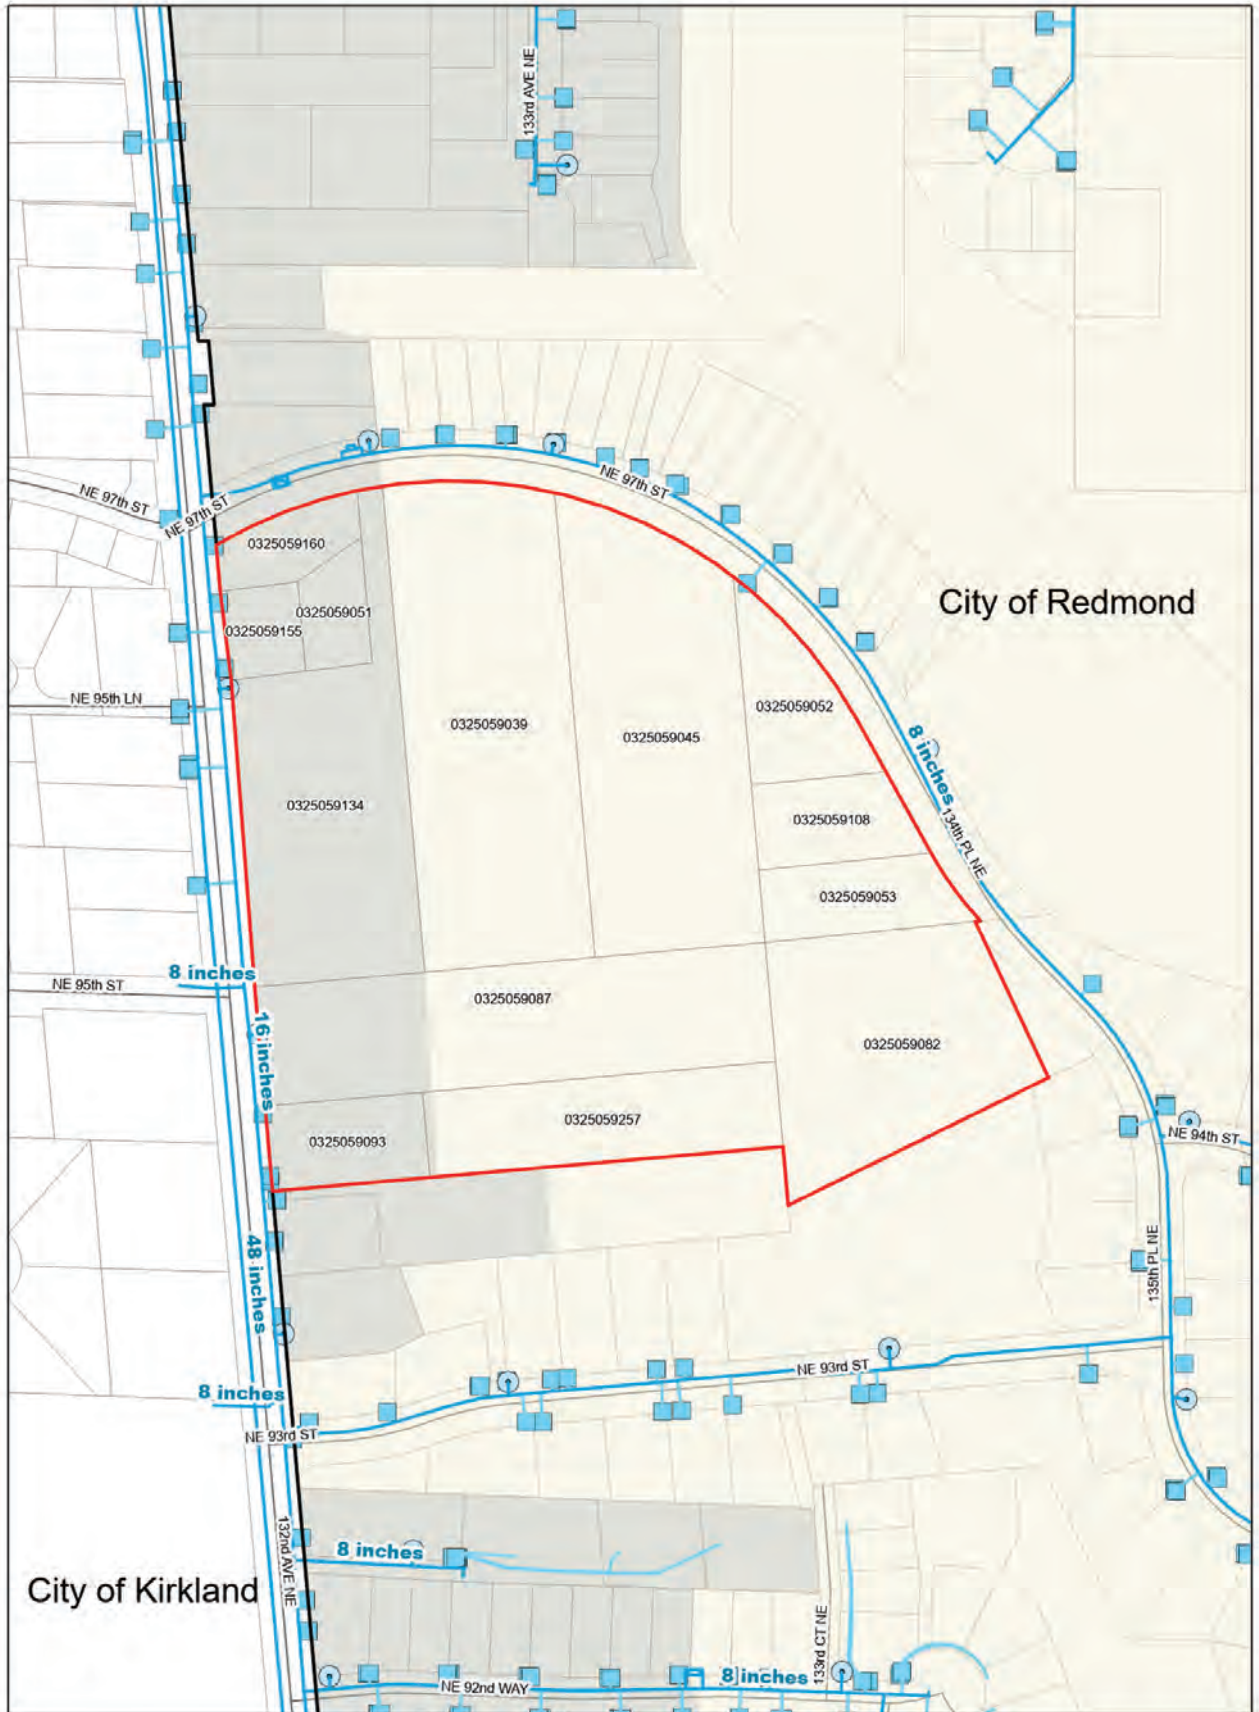 133rd AVE NE
NE 97th ST
NE 97th ST
NE 97th ST
0325059160
0325059051
0325059155
City of Redmond
NE 95th LN
0325059039
0325059045
0325059052
8 inches
0325059134
0325059108
134th PL NE
0325059053
8 inches
NE 95th ST
0325059087
16 inches
0325059082
0325059093
0325059257
NE 94th ST
48 inches
135th PL NE
NE 93rd ST
8 inches
NE 93rd ST
132nd AVE NE
8 inches
City of Kirkland
133rd CT NE
8 inches
NE 92nd WAY